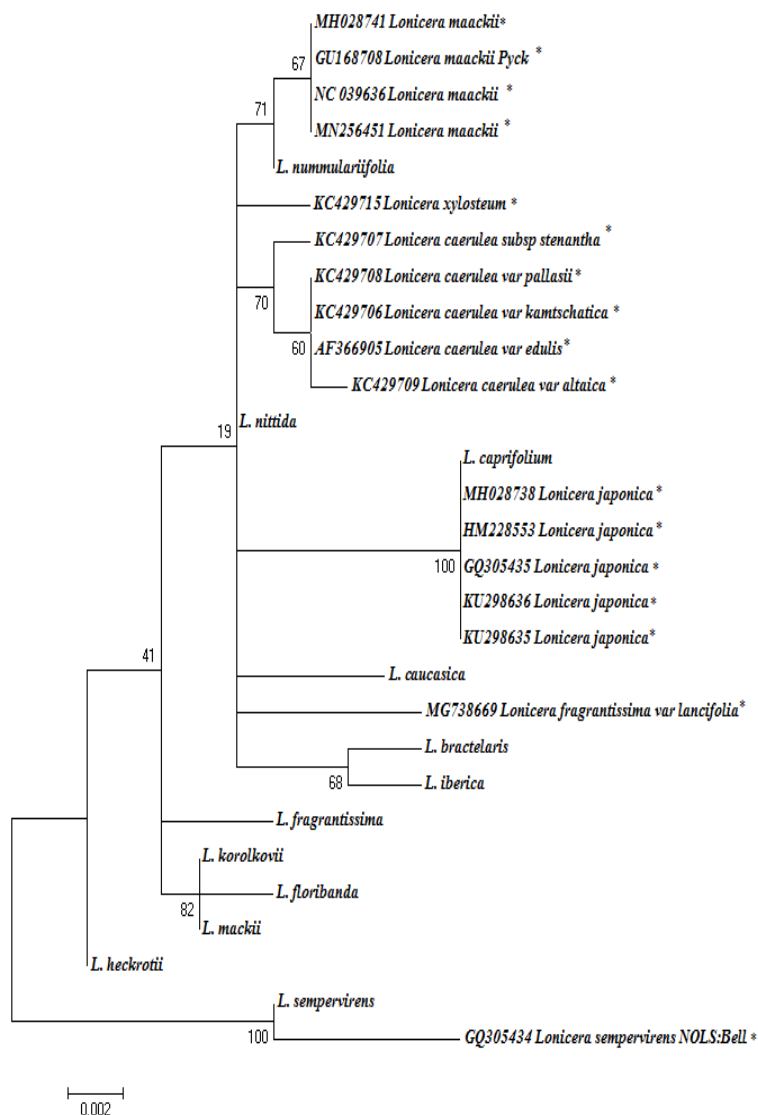 MH028741 Lonicera maackii*
GU168708 Lonicera maackii Pyck *
67
NC 039636 Lonicera maackii *
71
MN256451 Lonicera maackii *
L. nummulariifolia
KC429715 Lonicera xylosteum *
KC429707 Lonicera caerulea subsp stenantha *
KC429708 Lonicera caerulea var pallasii *
70
KC429706 Lonicera caerulea var kamtschatica *
60
AF366905 Lonicera caerulea var edulis *
KC429709 Lonicera caerulea var altaica *
L. nittida
19
L. caprifolium
MH028738 Lonicera japonica *
HM228553 Lonicera japonica *
100
GQ305435 Lonicera japonica *
KU298636 Lonicera japonica *
KU298635 Lonicera japonica *
41
L. caucasica
MG738669 Lonicera fragrantissima var lancifolia *
L. bractelaris
68
L. iberica
L. fragrantissima
L. korolkovii
L. floribanda
82
L. mackii
L. heckrotii
L. sempervirens
100
GQ305434 Lonicera sempervirens NOLS:Bell *
0.002